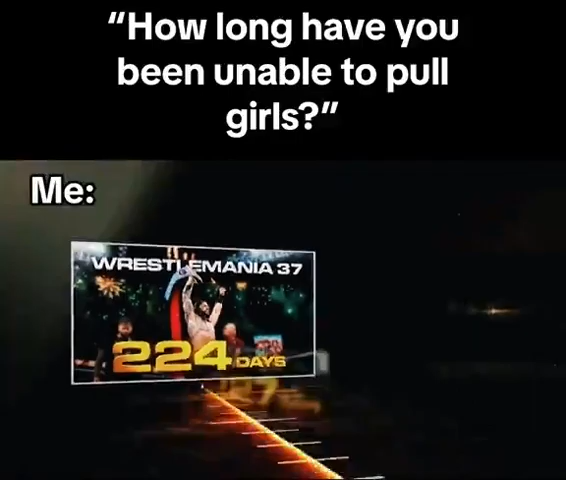 “How long have you
been unable to pull
girls?”
Me:
WRESTLEMANIA 37
224 DAYS